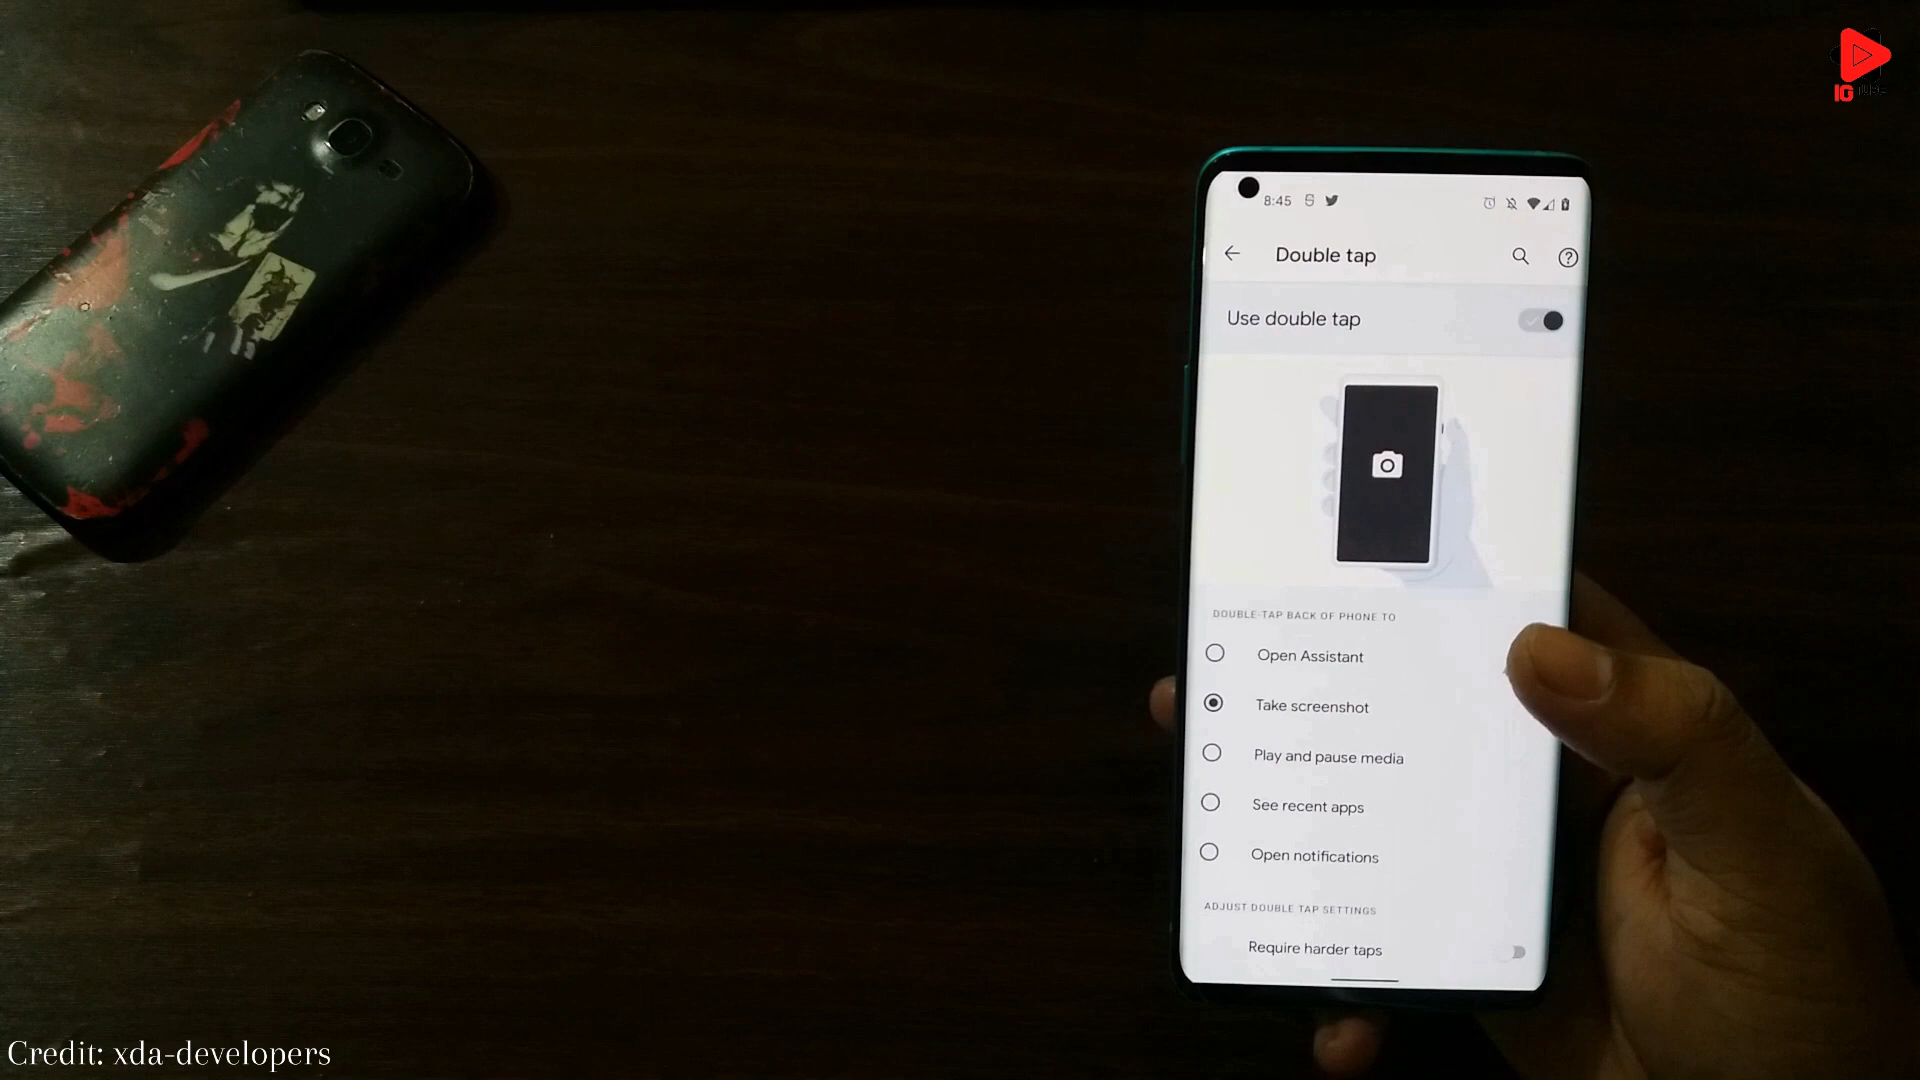 IG
8:45
Double tap
Use double tap
DOUBLE-TAP BACK OF PHONE TO
Open Assistant
Take screenshot
Play and pause media
See recent apps
Open notifications
ADJUST DOUBLE TAP SETTINGS
Require harder taps
Credit: xda-developers